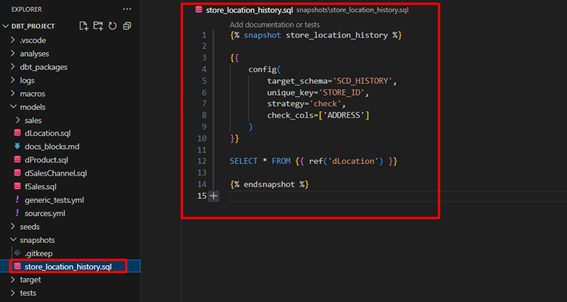 EXPLORER
...
DBT_PROJECT
.vscode
analyses
dbt_packages
logs
macros
models
sales
dLocation.sql
docs_blocks.md
dProduct.sql
dSalesChannel.sql
fSales.sql
generic_tests.yml
sources.yml
seeds
snapshots
.gitkeep
store_location_history.sql
target
tests
store_location_history.sql snapshots\store_location_history.sql
Add documentation or tests
1 {% snapshot store_location_history %}
2
3 {{
4 config(
5 target_schema='SCD_HISTORY',
6 unique_key='STORE_ID',
7 strategy='check',
8 check_cols=['ADDRESS']
9 )
10 }}
11
12 SELECT * FROM {{ ref('dLocation') }}
13
14 {% endsnapshot %}
15